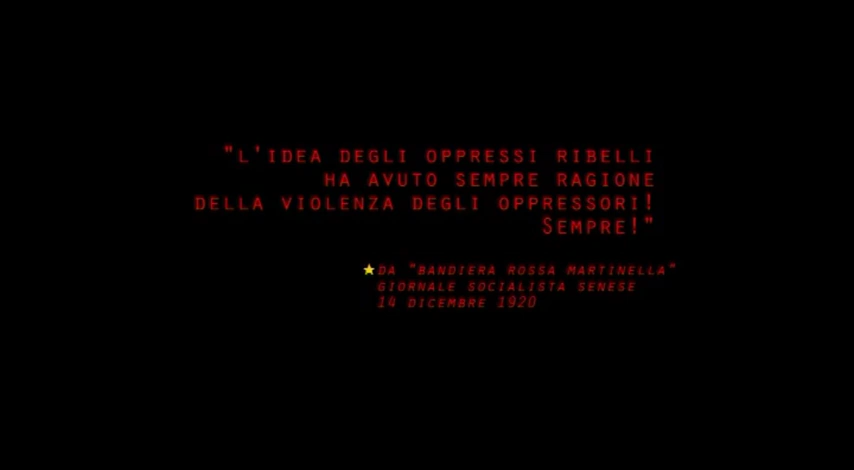 "L'IDEA DEGLI OPPRESSI RIBELLI
HA AVUTO SEMPRE RAGIONE
DELLA VIOLENZA DEGLI OPPRESSORI!
SEMPRE!"
DA "BANDIERA ROSSA MARTINELLA"
GIORNALE SOCIALISTA SENESE
14 DICEMBRE 1920